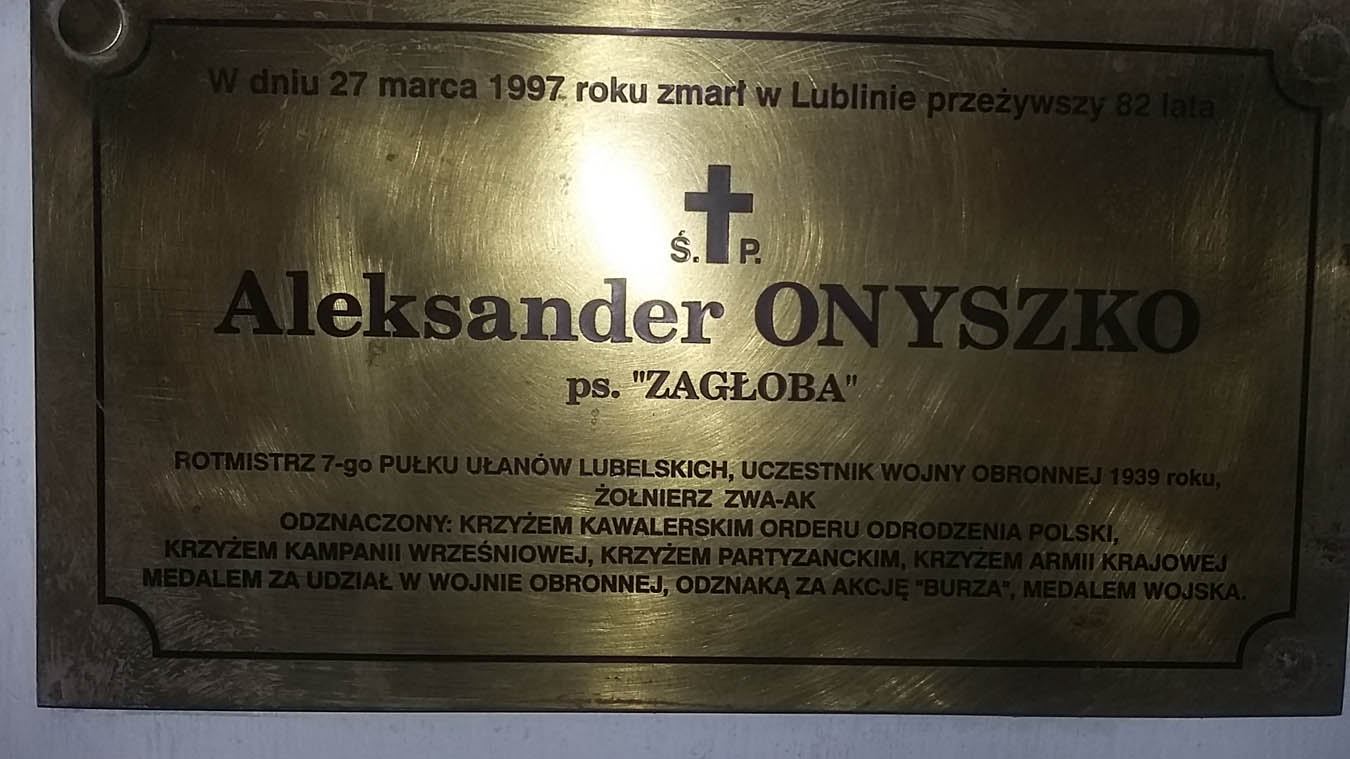 W dniu 27 marca 1997 roku zmarł w Lublinie przeżywszy 82 lata
Ś. P.
Aleksander ONYSZKO
ps. "ZAGŁOBA"
ROTMISTRZ 7-go PUŁKU UŁANÓW LUBELSKICH, UCZESTNIK WOJNY OBRONNEJ 1939 roku,
ŻOŁNIERZ ZWA-AK
ODZNACZONY: KRZYŻEM KAWALERSKIM ORDERU ODRODZENIA POLSKI,
KRZYŻEM KAMPANII WRZEŚNIOWEJ, KRZYŻEM PARTYZANCKIM, KRZYŻEM ARMII KRAJOWEJ
MEDALEM ZA UDZIAŁ W WOJNIE OBRONNEJ, ODZNAKĄ ZA AKCJĘ "BURZA", MEDALEM WOJSKA.